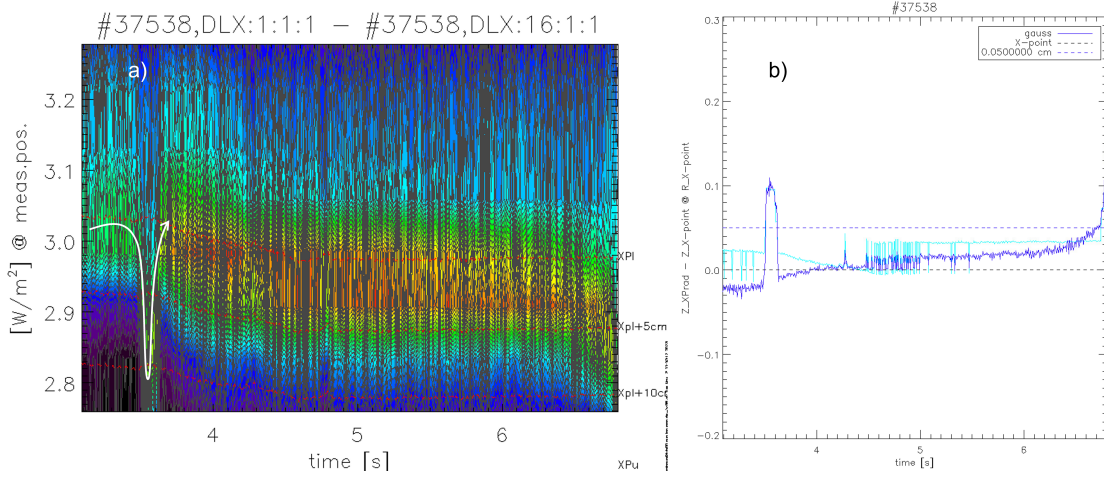 #37538,DLX:1:1:1 − #37538,DLX:16:1:1
a)
[W/m²] @ meas.pos.
3.2
3.1
3.0
2.9
2.8
XPl
Xpl+5cm
Xpl+10c
XPu
4
5
6
time [s]
#37538
b)
gauss
X-point
0.0500000 cm
Z_XPrad − Z_X-point @ R_X-point
0.3
0.2
0.1
0.0
-0.1
-0.2
4
5
6
time [s]